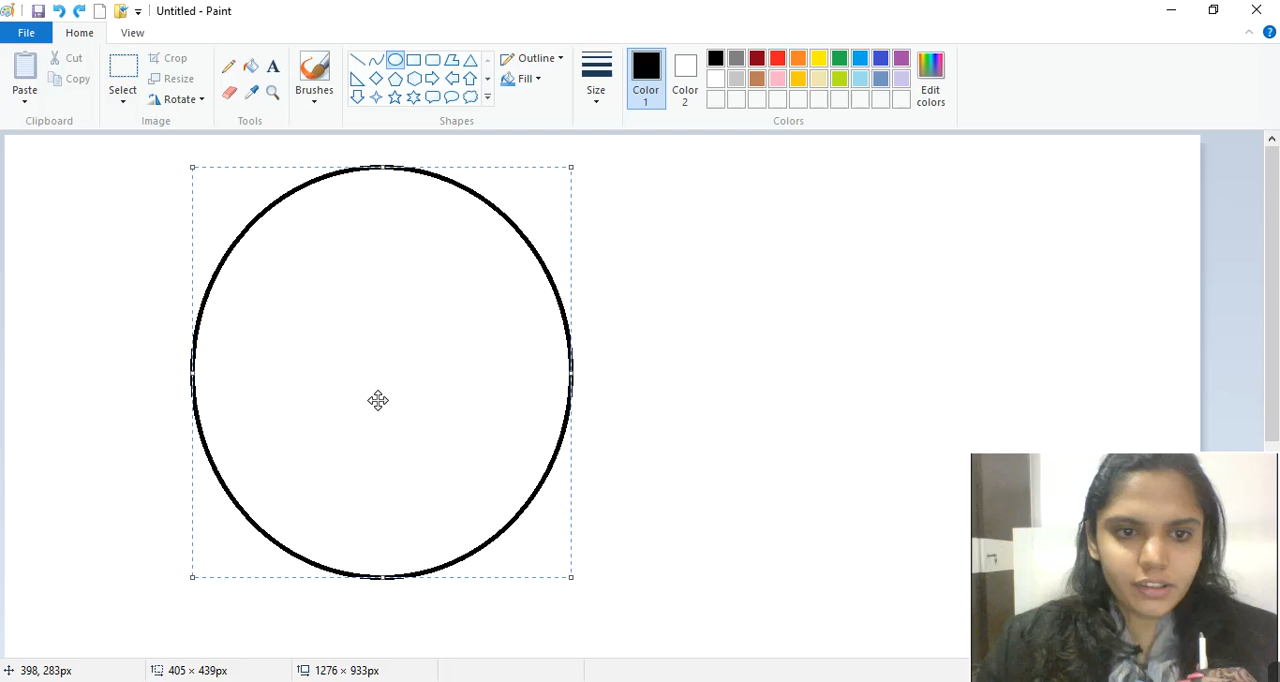 Untitled - Paint
File Home View
Paste
Cut
Copy
Clipboard
Select
Crop
Resize
Rotate
Image
A
Tools
Brushes
Outline
Fill
Shapes
Size
Color 1
Color 2
Edit colors
Colors
398, 283px 405 × 439px 1276 × 933px